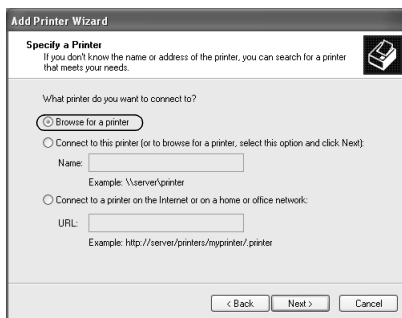 Add Printer Wizard
Specify a Printer
If you don't know the name or address of the printer, you can search for a printer
that meets your needs.
What printer do you want to connect to?
Browse for a printer
Connect to this printer (or to browse for a printer, select this option and click Next):
Name:
Example: \\server\printer
Connect to a printer on the Internet or on a home or office network:
URL:
Example: http://server/printers/myprinter/.printer
< Back Next > Cancel